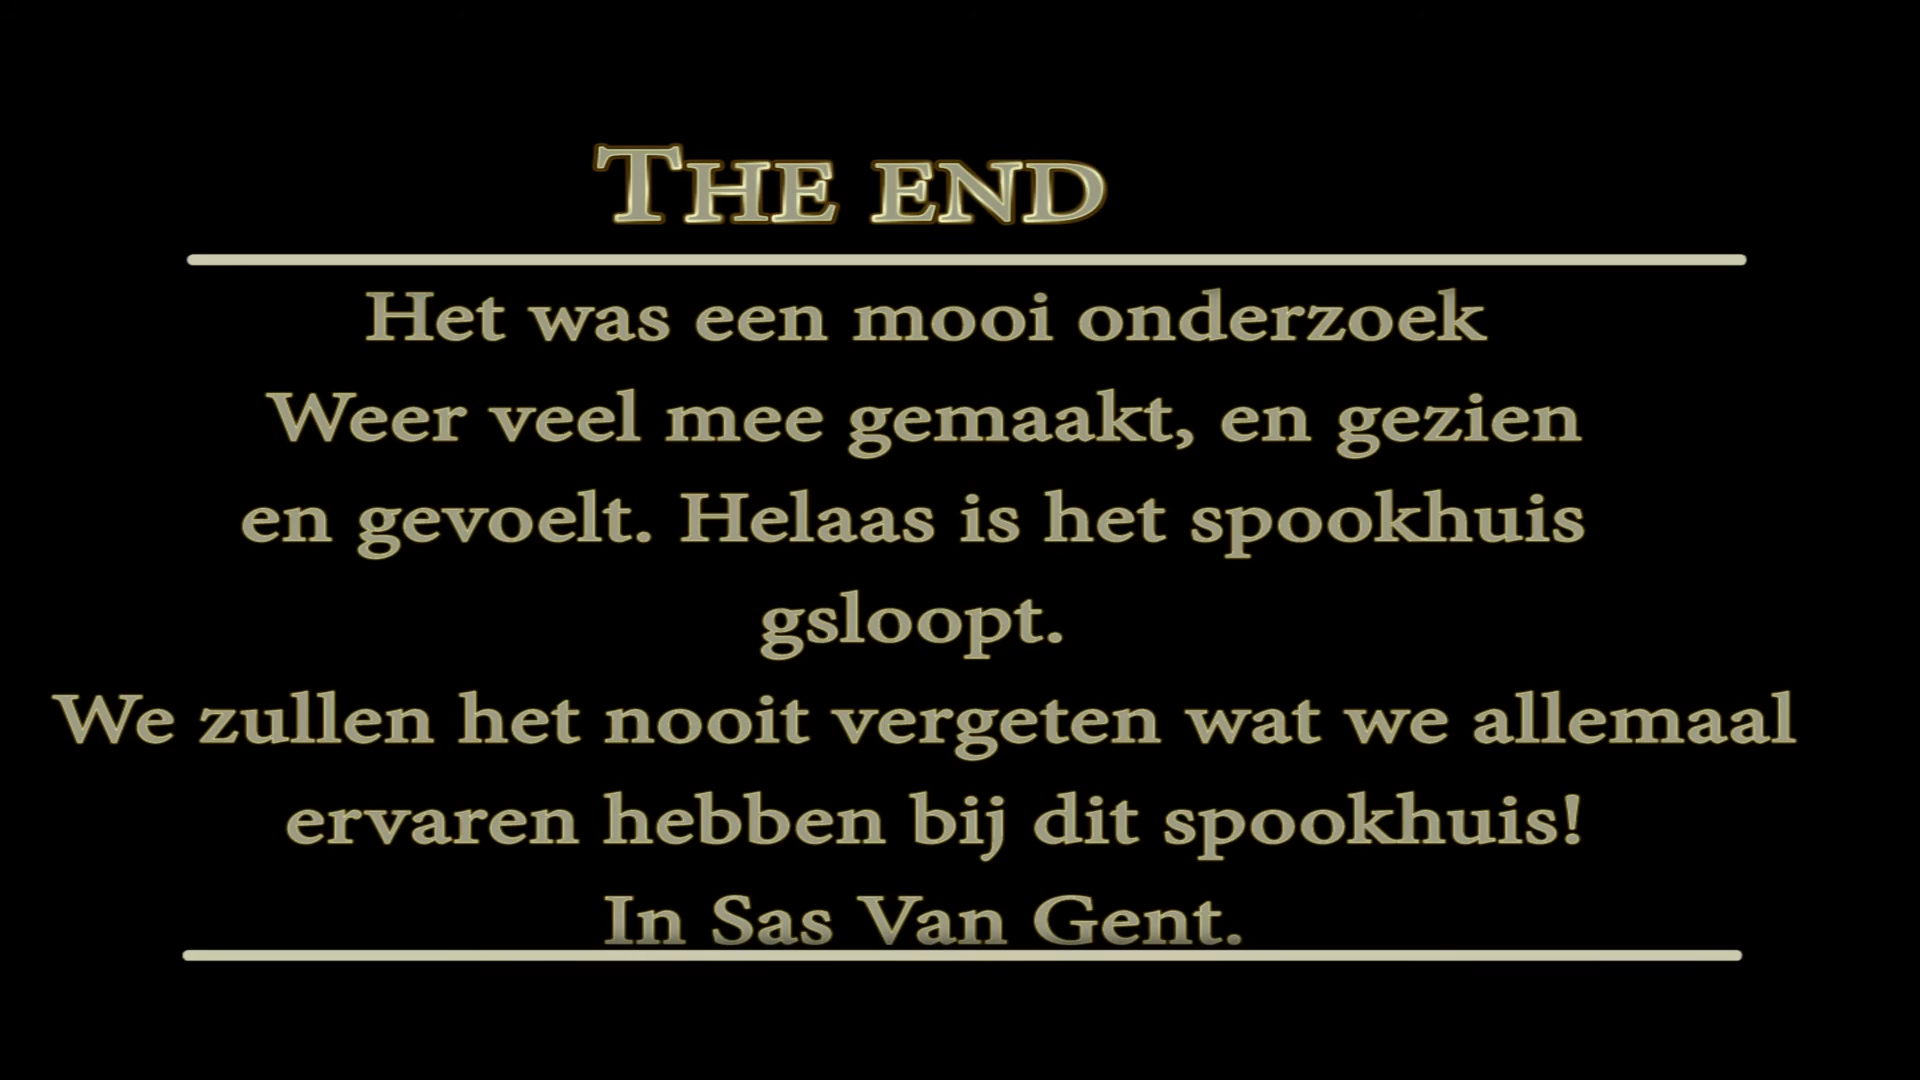 The end
Het was een mooi onderzoek
Weer veel mee gemaakt, en gezien
en gevoelt. Helaas is het spookhuis
gsloopt.
We zullen het nooit vergeten wat we allemaal
ervaren hebben bij dit spookhuis!
In Sas Van Gent.